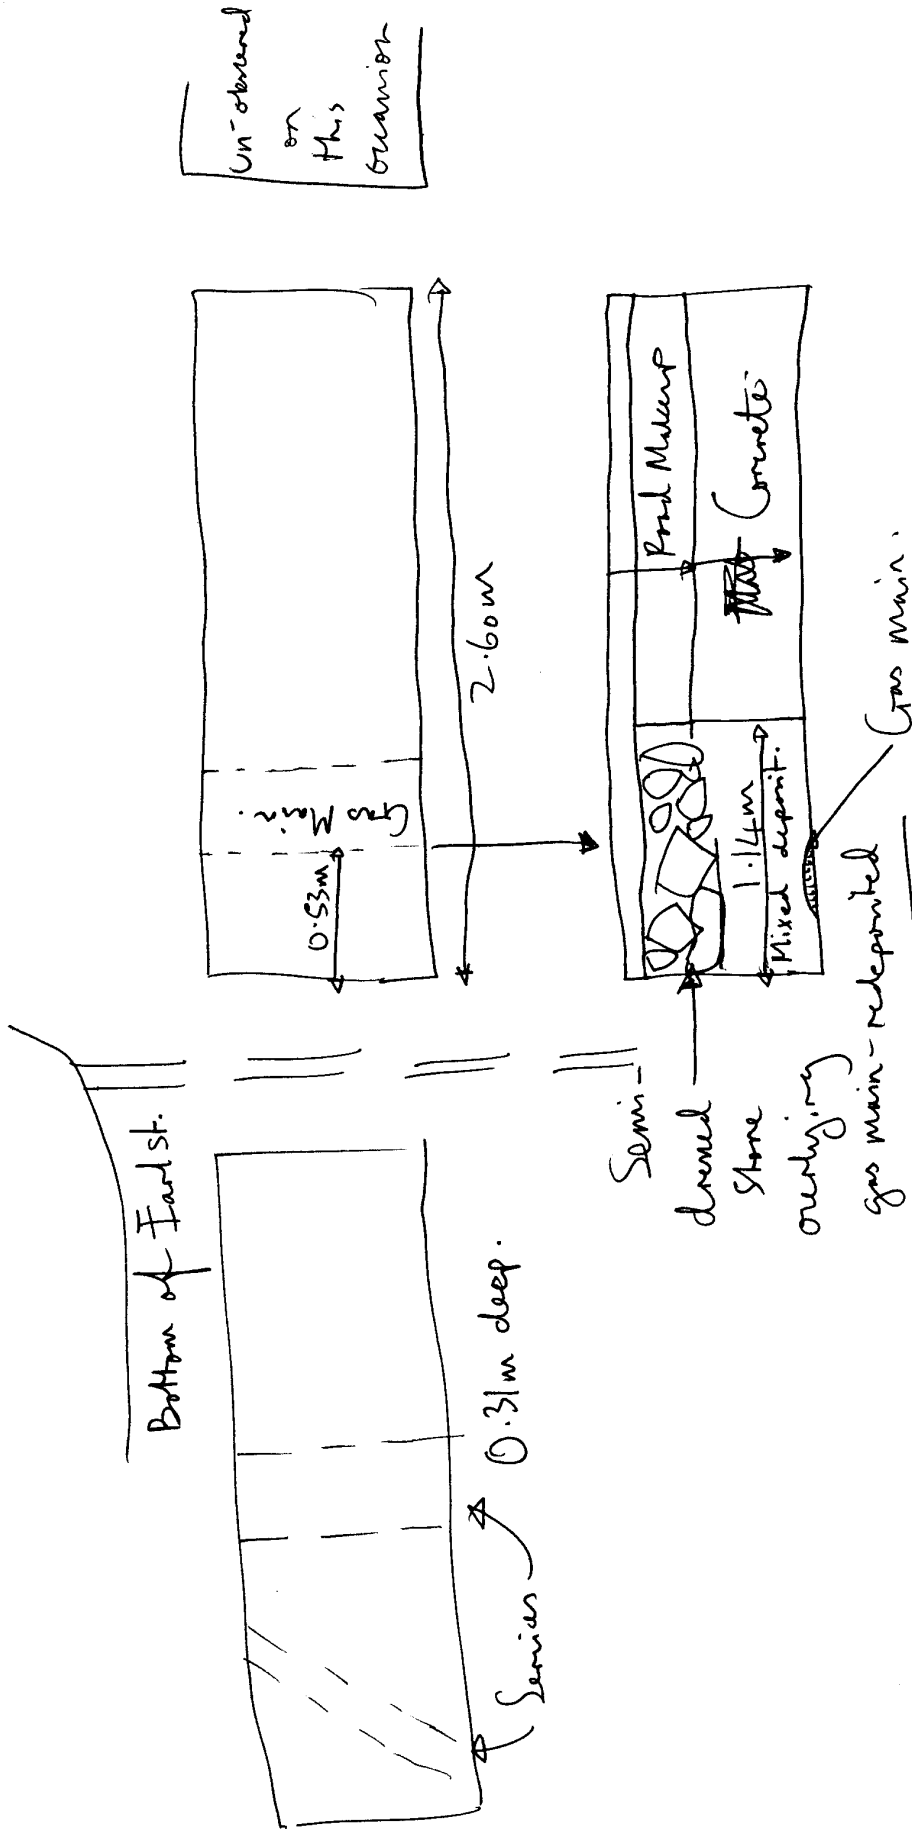 Bottom of Earl st.
0.31m deep.
Services
0.53m
Gas Main.
2.60m
Un-observed
on
this
occasion
Road Makeup
Concrete
1.14m
Mixed deposit.
Semi-
dressed
stone
overlying
gas main - redeposited
Gas main.